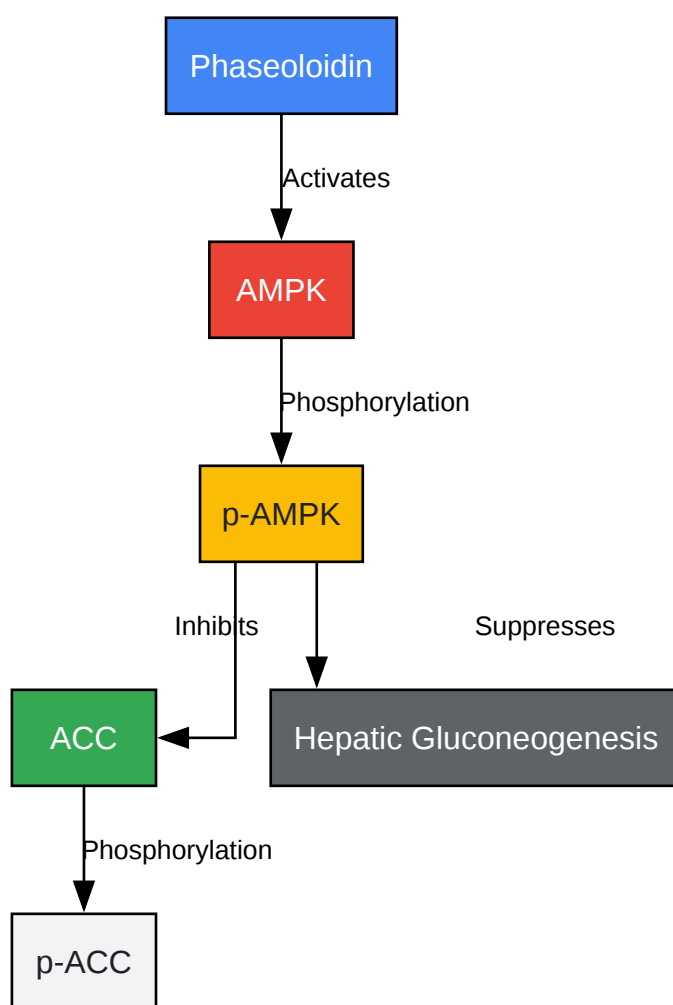 Phaseoloidin
Activates
AMPK
Phosphorylation
p-AMPK
Inhibits
Suppresses
ACC
Hepatic Gluconeogenesis
Phosphorylation
p-ACC